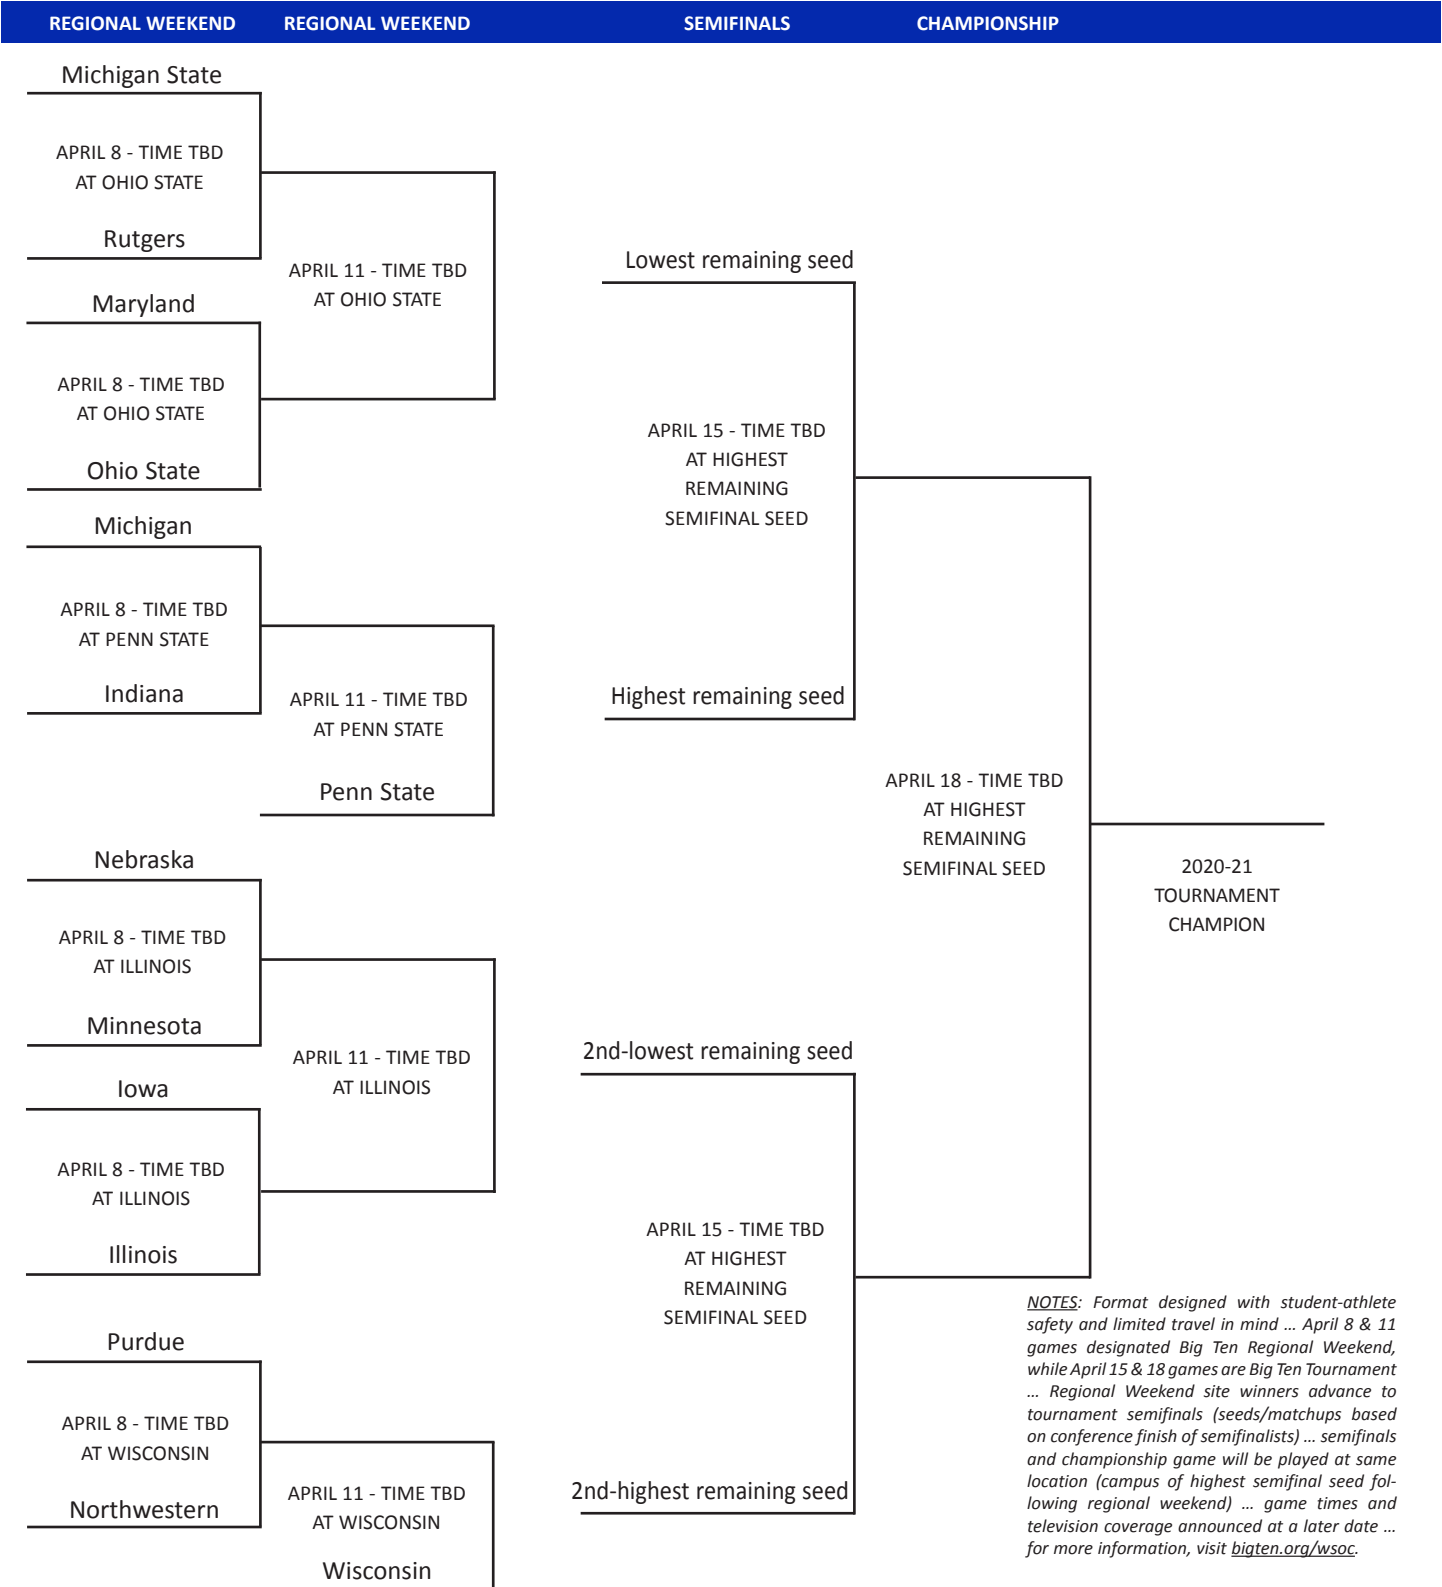 REGIONAL WEEKEND
REGIONAL WEEKEND
SEMIFINALS
CHAMPIONSHIP
Michigan State
APRIL 8 - TIME TBD
AT OHIO STATE
Rutgers
Maryland
APRIL 8 - TIME TBD
AT OHIO STATE
Ohio State
Michigan
APRIL 8 - TIME TBD
AT PENN STATE
Indiana
Nebraska
APRIL 8 - TIME TBD
AT ILLINOIS
Minnesota
Iowa
APRIL 8 - TIME TBD
AT ILLINOIS
Illinois
Purdue
APRIL 8 - TIME TBD
AT WISCONSIN
Northwestern
APRIL 11 - TIME TBD
AT OHIO STATE
APRIL 11 - TIME TBD
AT PENN STATE
Penn State
APRIL 11 - TIME TBD
AT ILLINOIS
APRIL 11 - TIME TBD
AT WISCONSIN
Wisconsin
Lowest remaining seed
APRIL 15 - TIME TBD
AT HIGHEST
REMAINING
SEMIFINAL SEED
Highest remaining seed
2nd-lowest remaining seed
APRIL 15 - TIME TBD
AT HIGHEST
REMAINING
SEMIFINAL SEED
2nd-highest remaining seed
APRIL 18 - TIME TBD
AT HIGHEST
REMAINING
SEMIFINAL SEED
2020-21
TOURNAMENT
CHAMPION
NOTES: Format designed with student-athlete
safety and limited travel in mind ... April 8 & 11
games designated Big Ten Regional Weekend,
while April 15 & 18 games are Big Ten Tournament
... Regional Weekend site winners advance to
tournament semifinals (seeds/matchups based
on conference finish of semifinalists) ... semifinals
and championship game will be played at same
location (campus of highest semifinal seed fol-
lowing regional weekend) ... game times and
television coverage announced at a later date ...
for more information, visit bigten.org/wsoc.